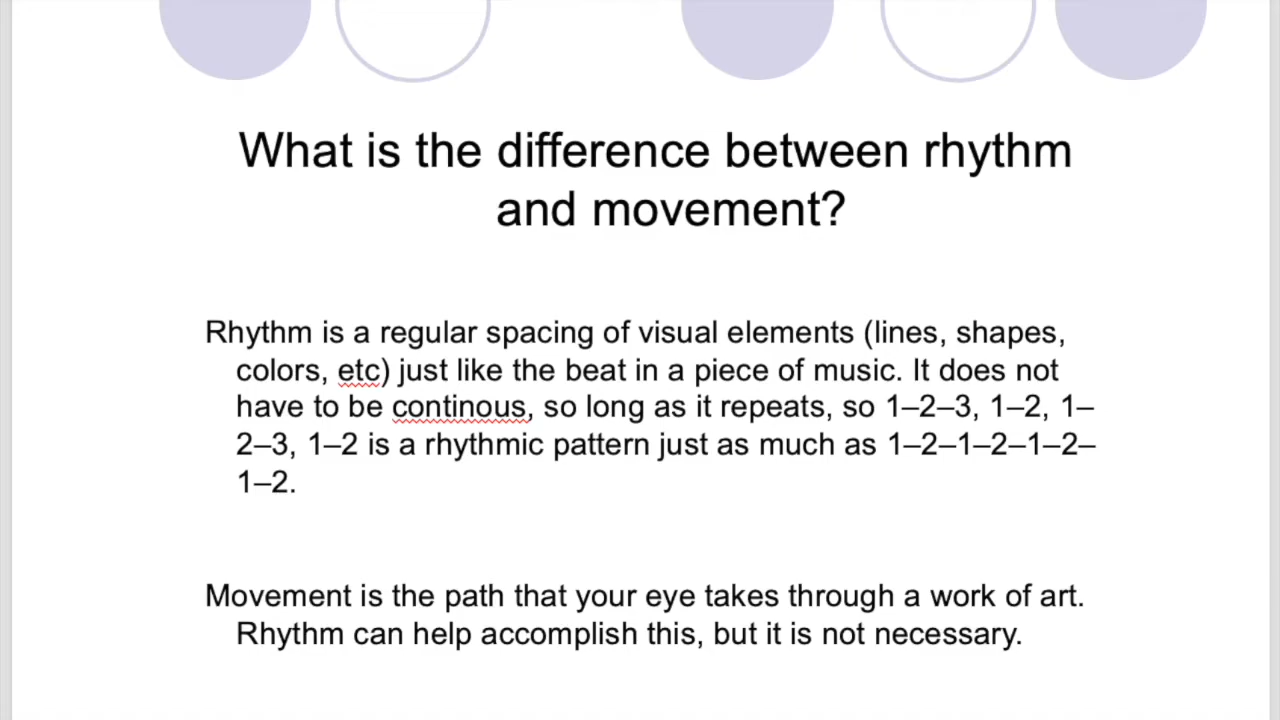 What is the difference between rhythm
and movement?
Rhythm is a regular spacing of visual elements (lines, shapes,
colors, etc) just like the beat in a piece of music. It does not
have to be continous, so long as it repeats, so 1–2–3, 1–2, 1–
2–3, 1–2 is a rhythmic pattern just as much as 1–2–1–2–1–2–
1–2.
Movement is the path that your eye takes through a work of art.
Rhythm can help accomplish this, but it is not necessary.